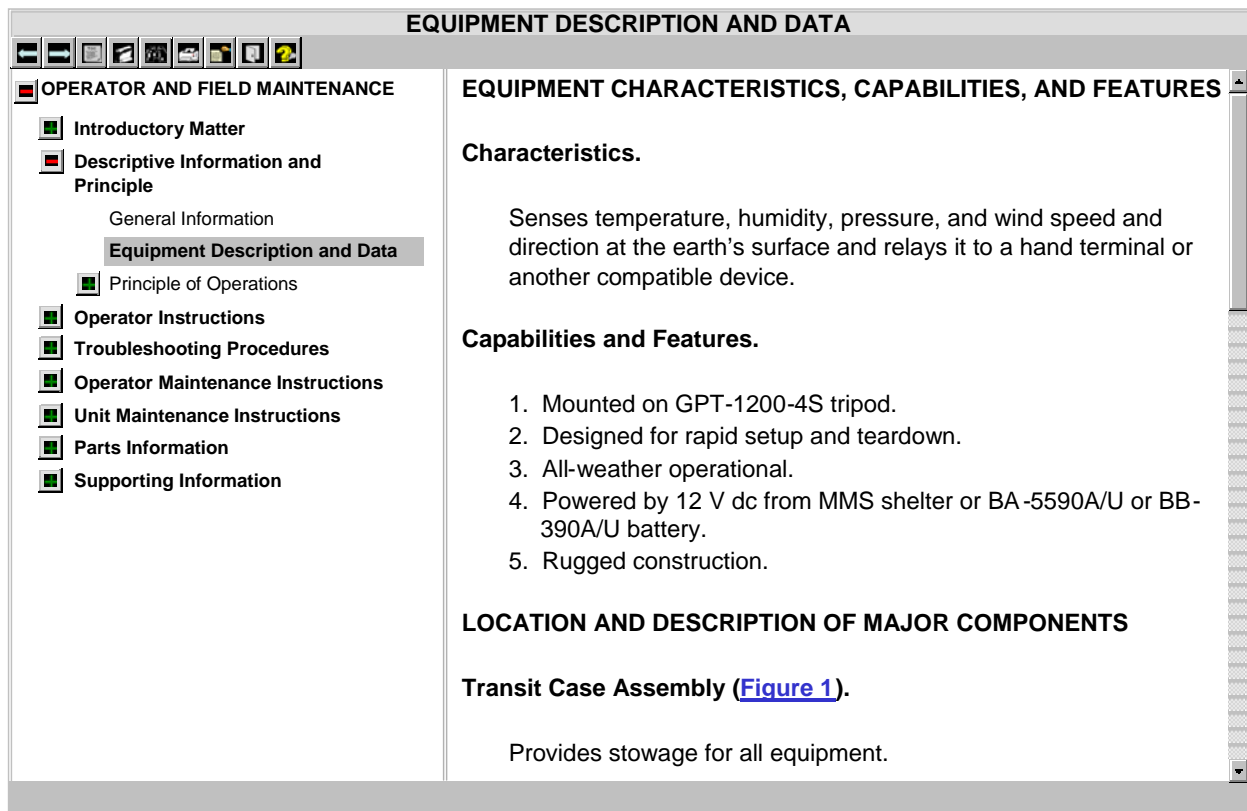 EQUIPMENT DESCRIPTION AND DATA
OPERATOR AND FIELD MAINTENANCE
Introductory Matter
Descriptive Information and
Principle
General Information
Equipment Description and Data
Principle of Operations
Operator Instructions
Troubleshooting Procedures
Operator Maintenance Instructions
Unit Maintenance Instructions
Parts Information
Supporting Information
EQUIPMENT CHARACTERISTICS, CAPABILITIES, AND FEATURES
Characteristics.
Senses temperature, humidity, pressure, and wind speed and
direction at the earth's surface and relays it to a hand terminal or
another compatible device.
Capabilities and Features.
1. Mounted on GPT-1200-4S tripod.
2. Designed for rapid setup and teardown.
3. All-weather operational.
4. Powered by 12 V dc from MMS shelter or BA-5590A/U or BB-
390A/U battery.
5. Rugged construction.
LOCATION AND DESCRIPTION OF MAJOR COMPONENTS
Transit Case Assembly (Figure 1).
Provides stowage for all equipment.